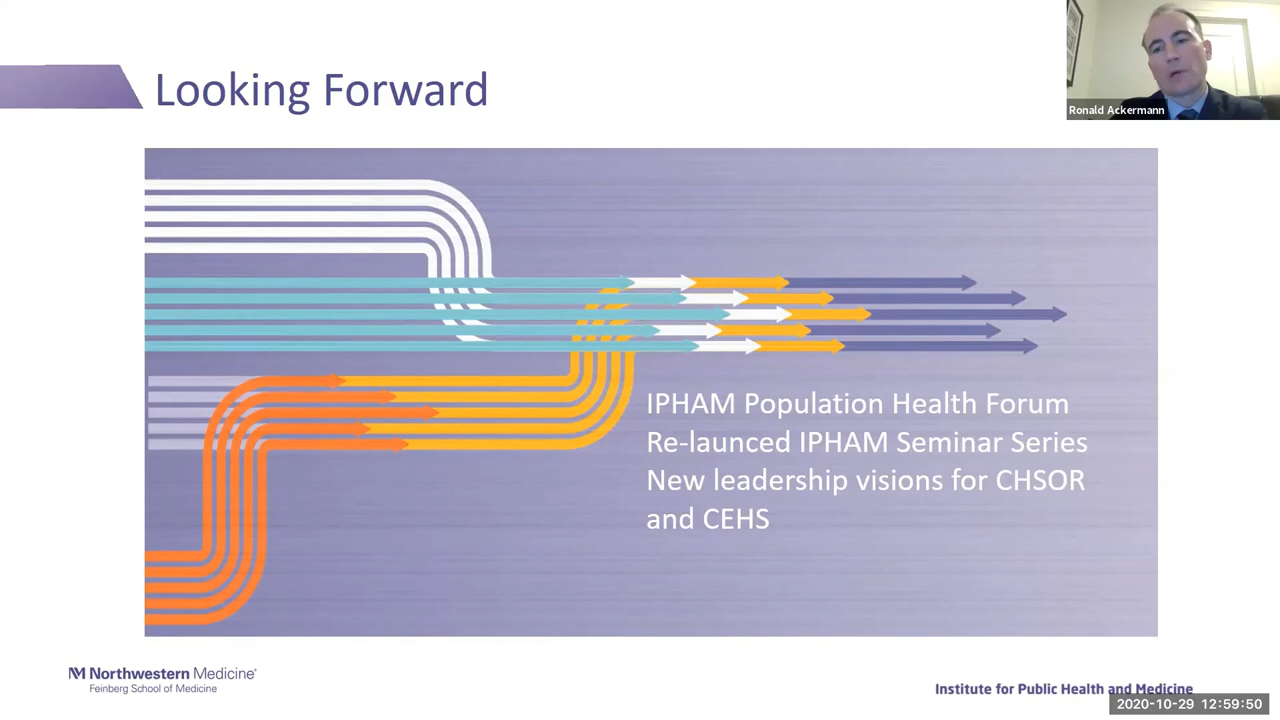 Looking Forward
Ronald Ackermann
IPHAM Population Health Forum
Re-launced IPHAM Seminar Series
New leadership visions for CHSOR
and CEHS
Northwestern Medicine®
Feinberg School of Medicine
Institute for Public Health and Medicine
2020-10-29 12:59:50